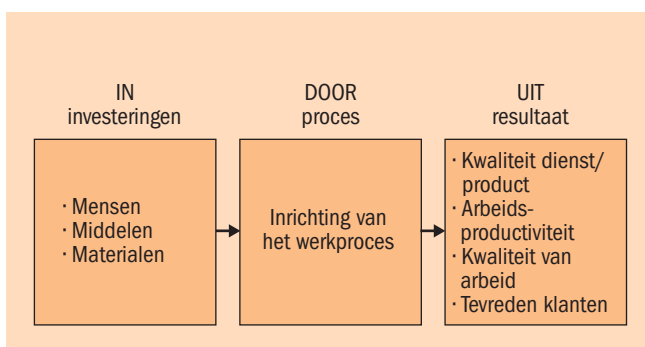 IN
investeringen
· Mensen
· Middelen
· Materialen
DOOR
proces
Inrichting van
het werkproces
UIT
resultaat
· Kwaliteit dienst/
product
· Arbeids-
productiviteit
· Kwaliteit van
arbeid
· Tevreden klanten